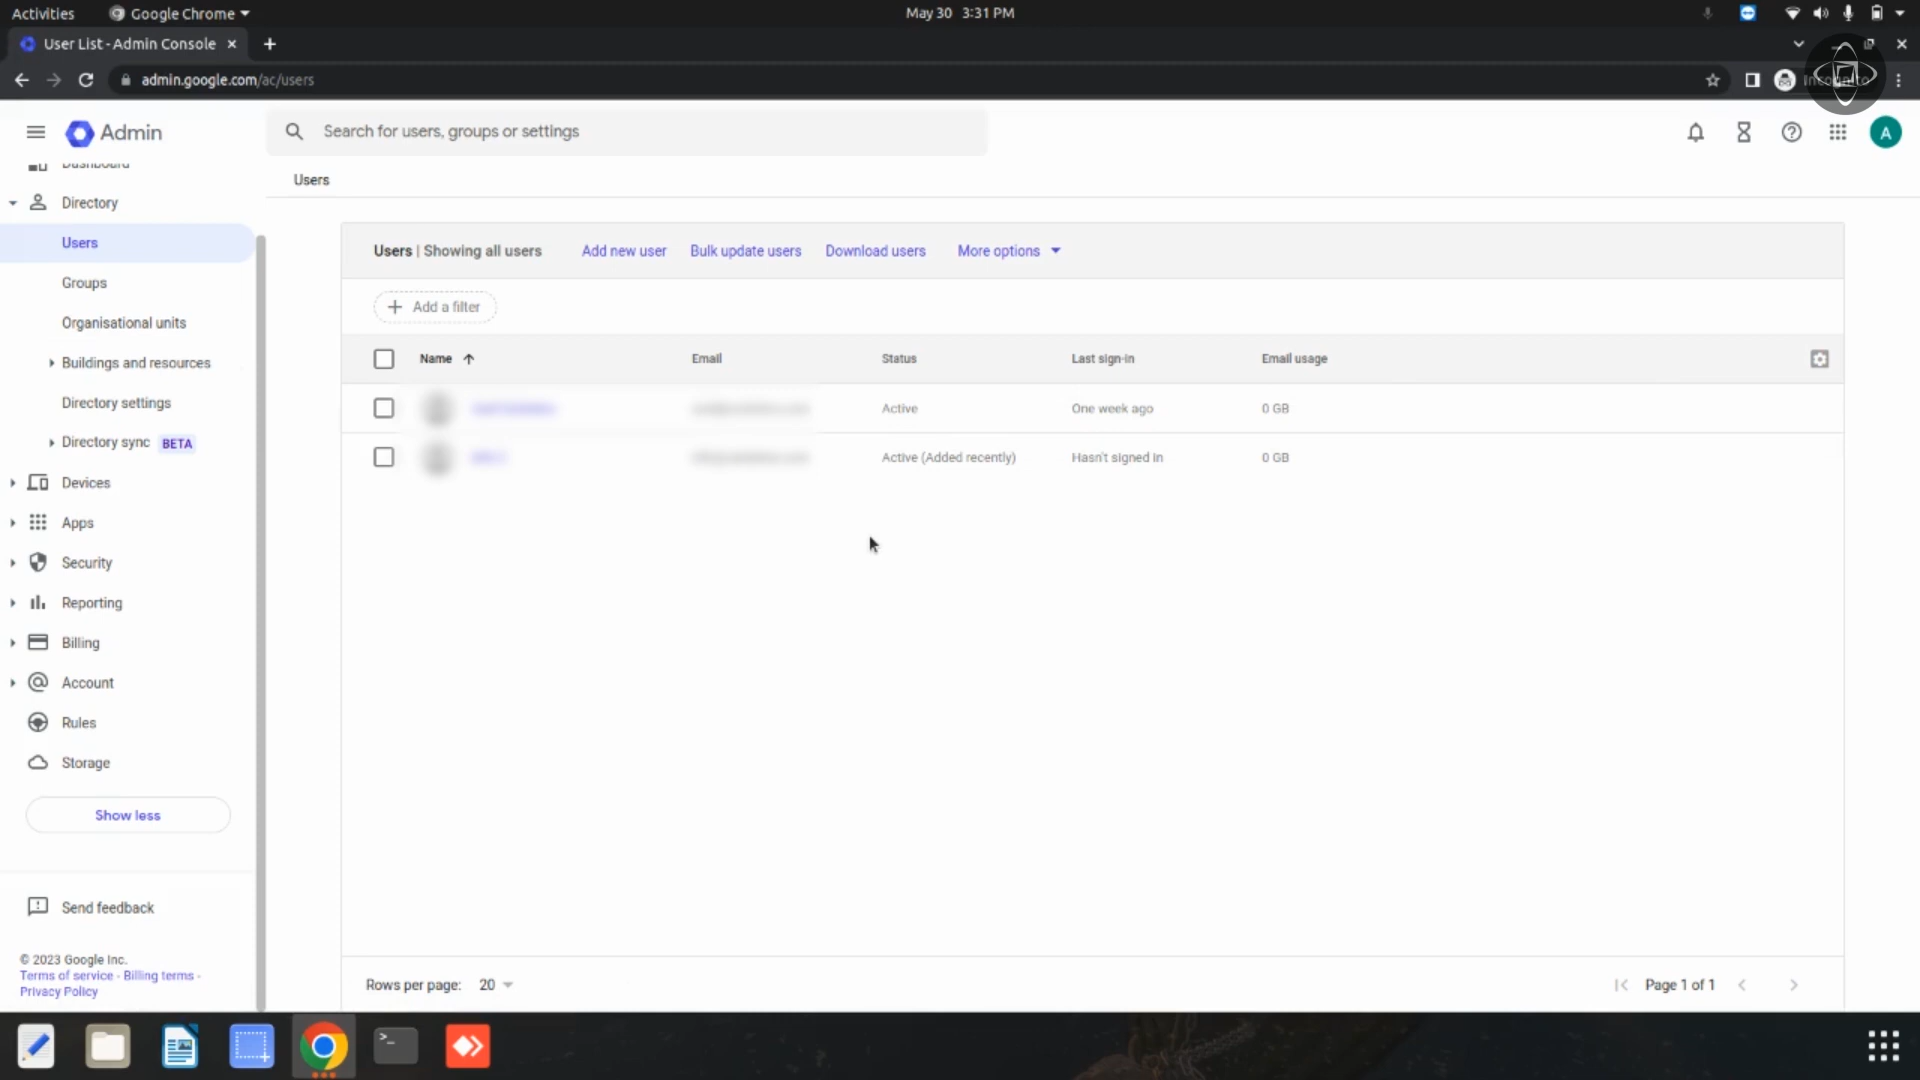 Activities
Google Chrome
May 30 3:31 PM
User List - Admin Console
admin.google.com/ac/users
Incognito
Admin
Search for users, groups or settings
A
Dashboard
Users
Directory
Users
Groups
Organisational units
Buildings and resources
Directory settings
Directory sync BETA
Devices
Apps
Security
Reporting
Billing
Account
Rules
Storage
Show less
Send feedback
© 2023 Google Inc.
Terms of service - Billing terms -
Privacy Policy
Users | Showing all users
Add new user
Bulk update users
Download users
More options
Add a filter
Name Email Status Last sign-in Email usage
Active One week ago 0 GB
Active (Added recently) Hasn't signed in 0 GB
Rows per page: 20
Page 1 of 1